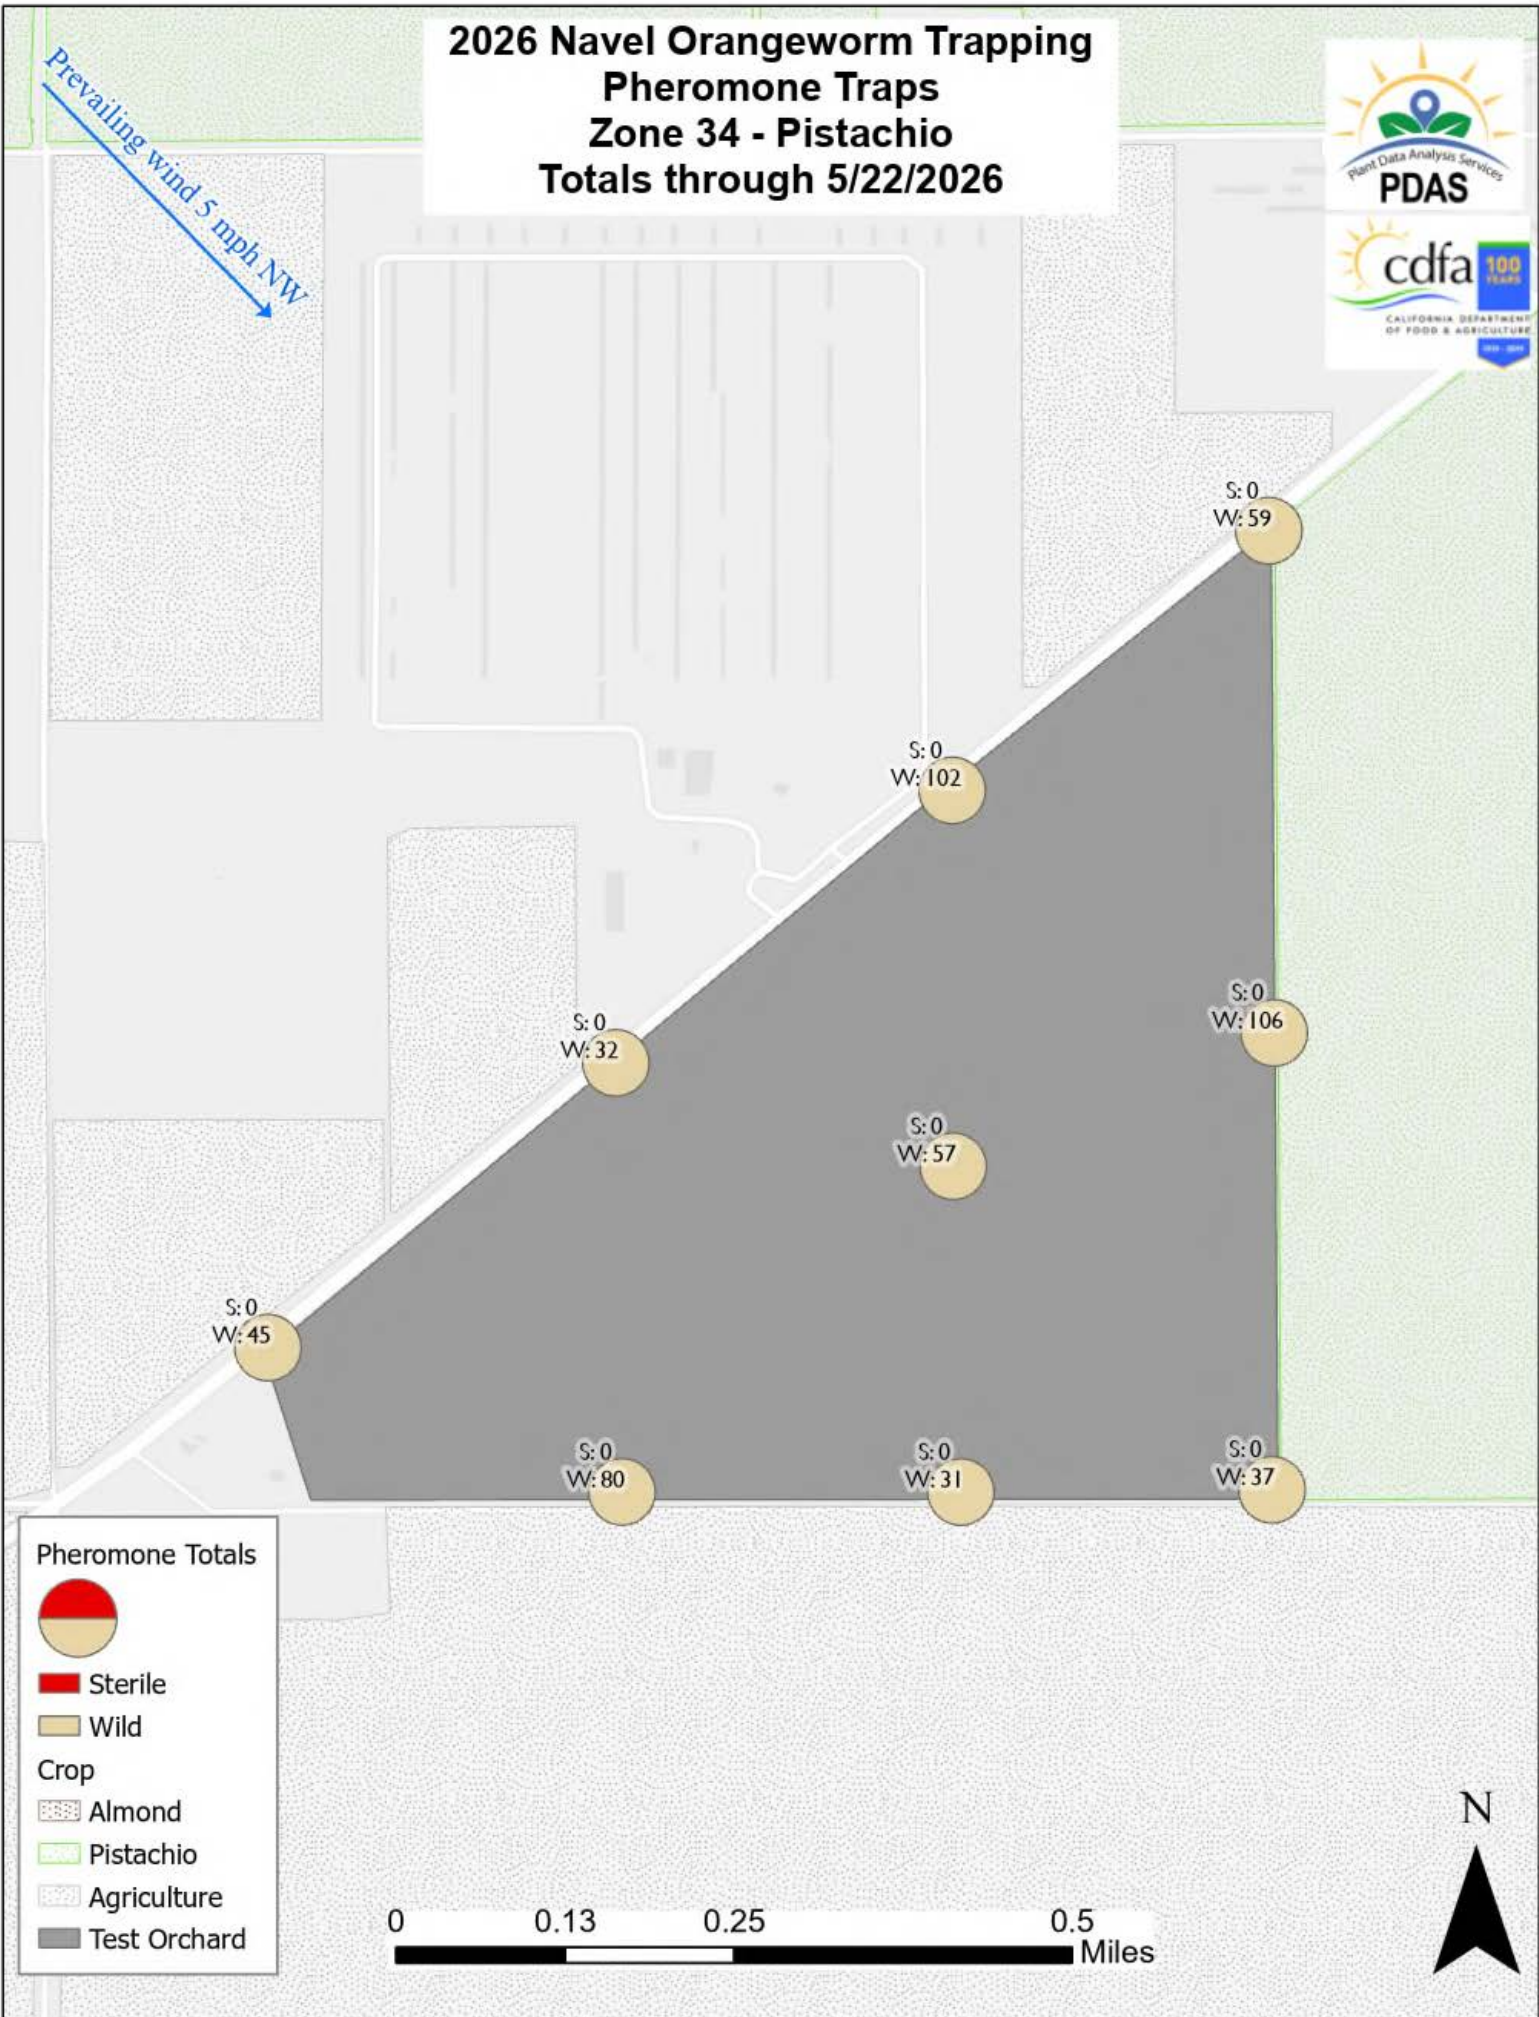 2026 Navel Orangeworm Trapping
Pheromone Traps
Zone 34 - Pistachio
Totals through 5/22/2026
Prevailing wind 5 mph NW
Plant Data Analysis Services
PDAS
cdfa
100
YEARS
CALIFORNIA DEPARTMENT
OF FOOD & AGRICULTURE
S: 0
W: 59
S: 0
W: 102
S: 0
W: 106
S: 0
W: 32
S: 0
W: 57
S: 0
W: 45
S: 0
W: 80
S: 0
W: 31
S: 0
W: 37
Pheromone Totals
Sterile
Wild
Crop
Almond
Pistachio
Agriculture
Test Orchard
0
0.13
0.25
0.5
Miles
N